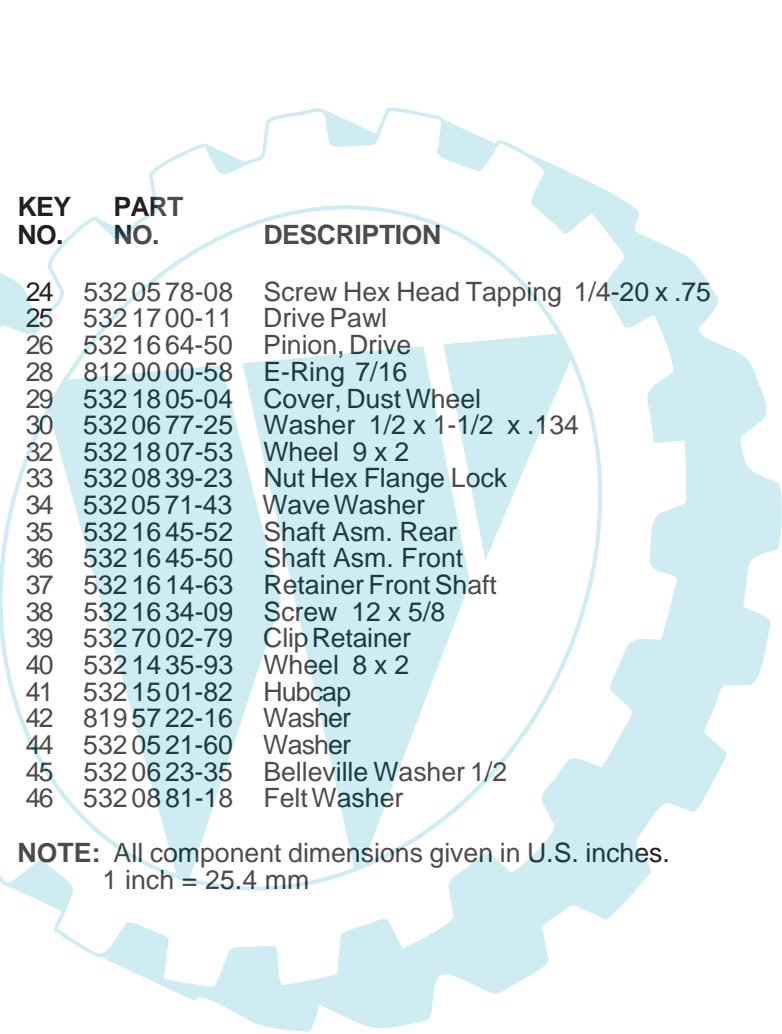 KEY PART
NO. NO. DESCRIPTION
24 532 05 78-08 Screw Hex Head Tapping 1/4-20 x .75
25 532 17 00-11 Drive Pawl
26 532 16 64-50 Pinion, Drive
28 812 00 00-58 E-Ring 7/16
29 532 18 05-04 Cover, Dust Wheel
30 532 06 77-25 Washer 1/2 x 1-1/2 x .134
32 532 18 07-53 Wheel 9 x 2
33 532 08 39-23 Nut Hex Flange Lock
34 532 05 71-43 Wave Washer
35 532 16 45-52 Shaft Asm. Rear
36 532 16 45-50 Shaft Asm. Front
37 532 16 14-63 Retainer Front Shaft
38 532 16 34-09 Screw 12 x 5/8
39 532 70 02-79 Clip Retainer
40 532 14 35-93 Wheel 8 x 2
41 532 15 01-82 Hubcap
42 819 57 22-16 Washer
44 532 05 21-60 Washer
45 532 06 23-35 Belleville Washer 1/2
46 532 08 81-18 Felt Washer
NOTE: All component dimensions given in U.S. inches.
1 inch = 25.4 mm